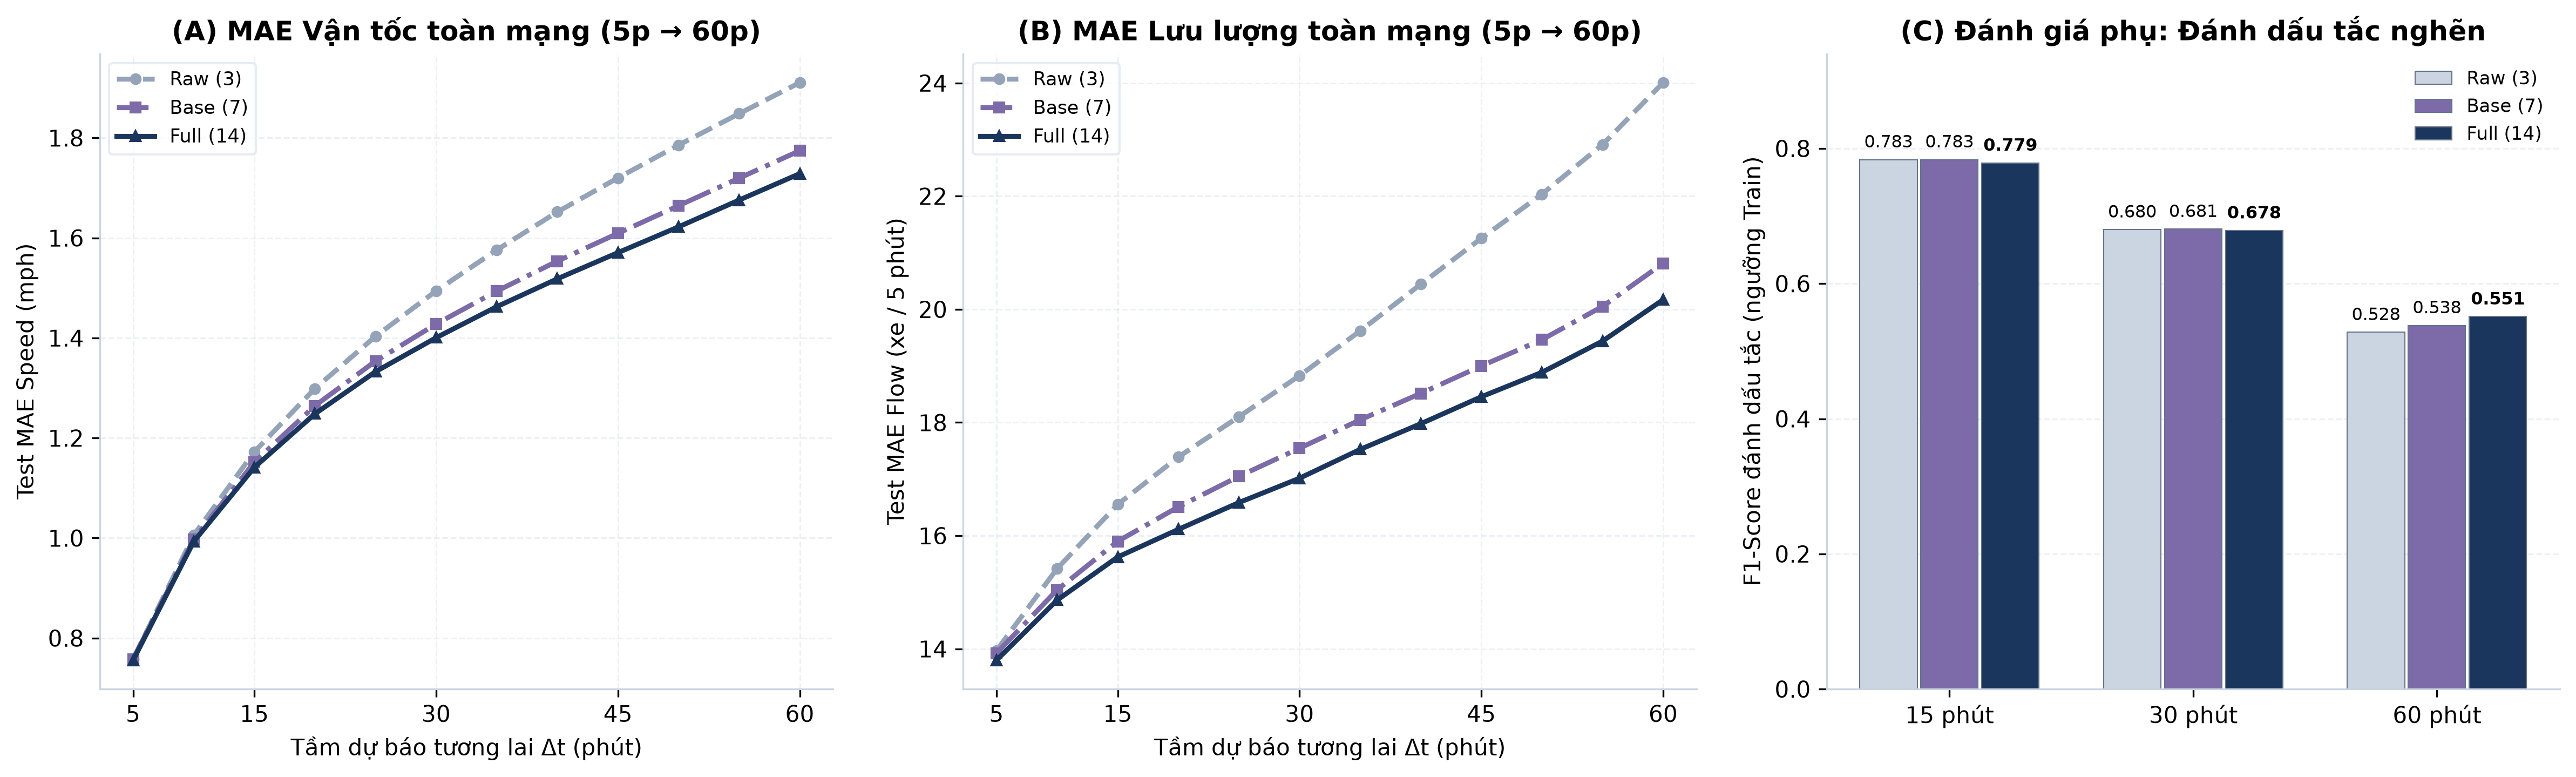 (A) MAE Vận tốc toàn mạng (5p → 60p)
Raw (3)
Base (7)
Full (14)
Test MAE Speed (mph)
1.8
1.6
1.4
1.2
1.0
0.8
5 15 30 45 60
Tầm dự báo tương lai Δt (phút)
(B) MAE Lưu lượng toàn mạng (5p → 60p)
Raw (3)
Base (7)
Full (14)
Test MAE Flow (xe / 5 phút)
24
22
20
18
16
14
5 15 30 45 60
Tầm dự báo tương lai Δt (phút)
(C) Đánh giá phụ: Đánh dấu tắc nghẽn
Raw (3)
Base (7)
Full (14)
F1-Score đánh dấu tắc (ngưỡng Train)
0.8
0.6
0.4
0.2
0.0
0.783 0.783 0.779
0.680 0.681 0.678
0.528 0.538 0.551
15 phút 30 phút 60 phút